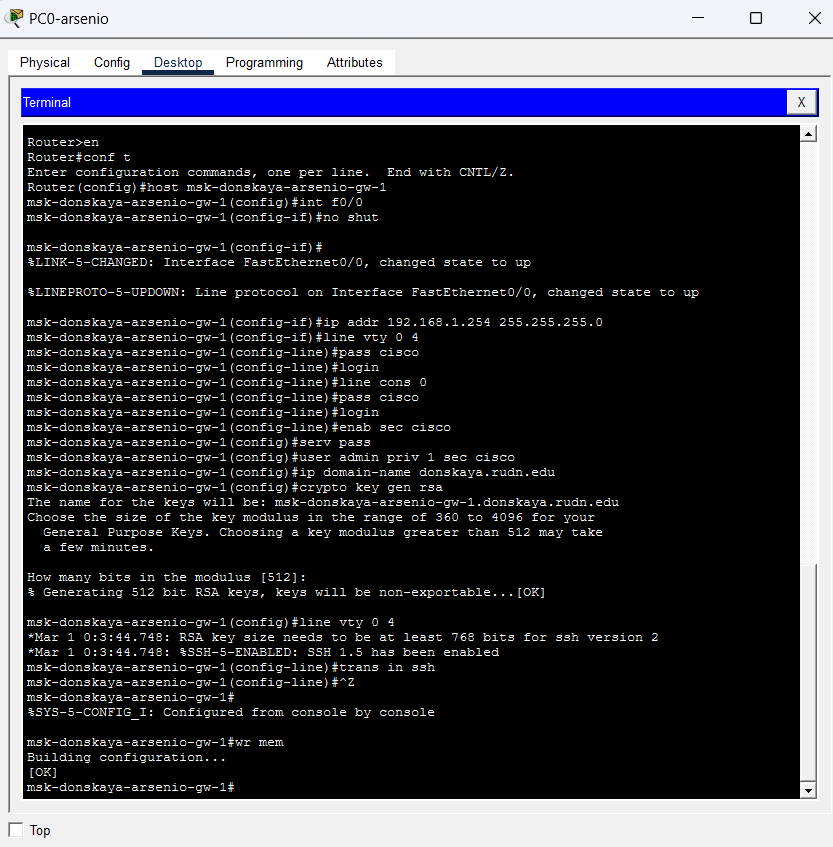 PC0-arsenio
Physical Config Desktop Programming Attributes
Terminal X
Router>en
Router#conf t
Enter configuration commands, one per line.  End with CNTL/Z.
Router(config)#host msk-donskaya-arsenio-gw-1
msk-donskaya-arsenio-gw-1(config)#int f0/0
msk-donskaya-arsenio-gw-1(config-if)#no shut
msk-donskaya-arsenio-gw-1(config-if)#
%LINK-5-CHANGED: Interface FastEthernet0/0, changed state to up
%LINEPROTO-5-UPDOWN: Line protocol on Interface FastEthernet0/0, changed state to up
msk-donskaya-arsenio-gw-1(config-if)#ip addr 192.168.1.254 255.255.255.0
msk-donskaya-arsenio-gw-1(config-if)#line vty 0 4
msk-donskaya-arsenio-gw-1(config-line)#pass cisco
msk-donskaya-arsenio-gw-1(config-line)#login
msk-donskaya-arsenio-gw-1(config-line)#line cons 0
msk-donskaya-arsenio-gw-1(config-line)#pass cisco
msk-donskaya-arsenio-gw-1(config-line)#login
msk-donskaya-arsenio-gw-1(config-line)#enab sec cisco
msk-donskaya-arsenio-gw-1(config)#serv pass
msk-donskaya-arsenio-gw-1(config)#user admin priv 1 sec cisco
msk-donskaya-arsenio-gw-1(config)#ip domain-name donskaya.rudn.edu
msk-donskaya-arsenio-gw-1(config)#crypto key gen rsa
The name for the keys will be: msk-donskaya-arsenio-gw-1.donskaya.rudn.edu
Choose the size of the key modulus in the range of 360 to 4096 for your
  General Purpose Keys. Choosing a key modulus greater than 512 may take
  a few minutes.
How many bits in the modulus [512]:
% Generating 512 bit RSA keys, keys will be non-exportable...[OK]
msk-donskaya-arsenio-gw-1(config)#line vty 0 4
*Mar 1 0:3:44.748: RSA key size needs to be at least 768 bits for ssh version 2
*Mar 1 0:3:44.748: %SSH-5-ENABLED: SSH 1.5 has been enabled
msk-donskaya-arsenio-gw-1(config-line)#trans in ssh
msk-donskaya-arsenio-gw-1(config-line)#^Z
msk-donskaya-arsenio-gw-1#
%SYS-5-CONFIG_I: Configured from console by console
msk-donskaya-arsenio-gw-1#wr mem
Building configuration...
[OK]
msk-donskaya-arsenio-gw-1#
Top